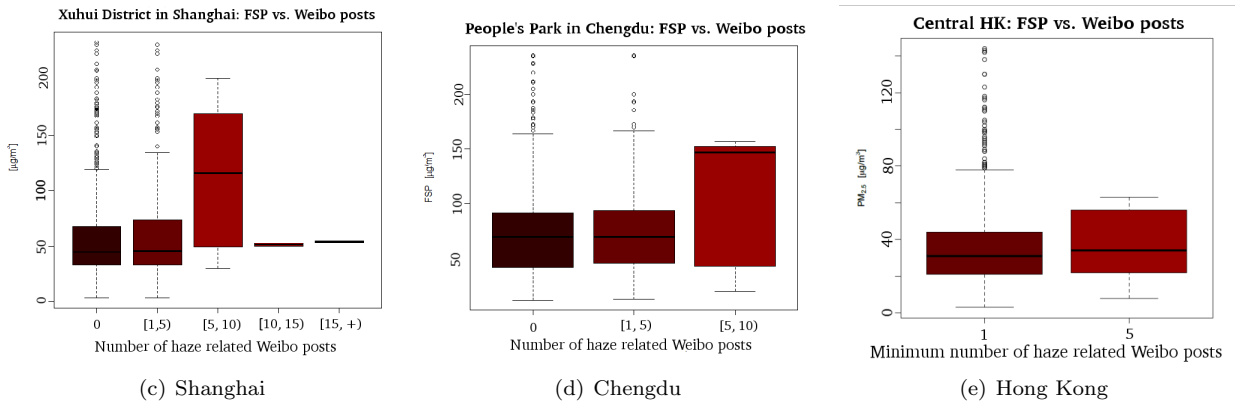 Xuhui District in Shanghai: FSP vs. Weibo posts
[µg/m³]
200
150
100
50
0
0 [1,5) [5, 10) [10, 15) [15, +)
Number of haze related Weibo posts
(c) Shanghai
People's Park in Chengdu: FSP vs. Weibo posts
FSP [µg/m³]
200
150
100
50
0 [1,5) [5, 10)
Number of haze related Weibo posts
(d) Chengdu
Central HK: FSP vs. Weibo posts
PM2.5 [µg/m³]
120
80
40
0
1 5
Minimum number of haze related Weibo posts
(e) Hong Kong